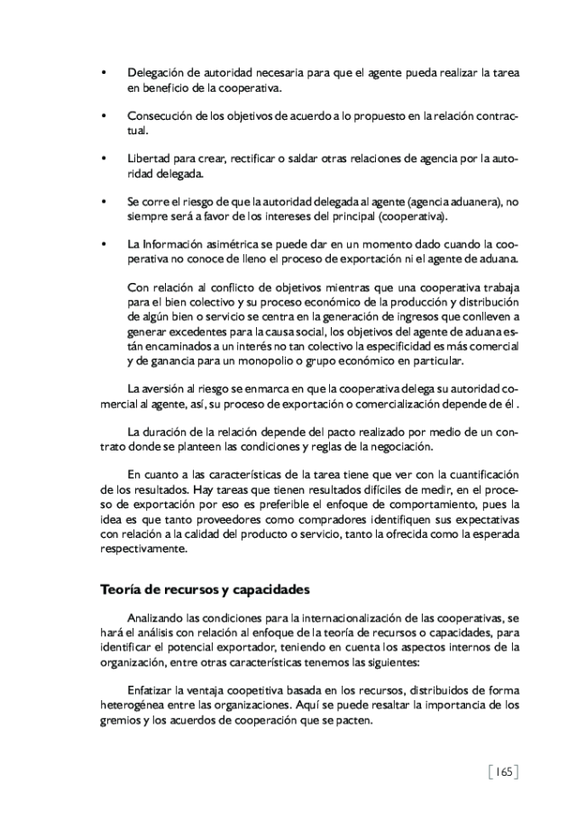 • Delegación de autoridad necesaria para que el agente pueda realizar la tarea
en beneficio de la cooperativa.
• Consecución de los objetivos de acuerdo a lo propuesto en la relación contrac-
tual.
• Libertad para crear, rectificar o saldar otras relaciones de agencia por la auto-
ridad delegada.
• Se corre el riesgo de que la autoridad delegada al agente (agencia aduanera), no
siempre será a favor de los intereses del principal (cooperativa).
• La Información asimétrica se puede dar en un momento dado cuando la coo-
perativa no conoce de lleno el proceso de exportación ni el agente de aduana.
Con relación al conflicto de objetivos mientras que una cooperativa trabaja
para el bien colectivo y su proceso económico de la producción y distribución
de algún bien o servicio se centra en la generación de ingresos que conlleven a
generar excedentes para la causa social, los objetivos del agente de aduana es-
tán encaminados a un interés no tan colectivo la especificidad es más comercial
y de ganancia para un monopolio o grupo económico en particular.
La aversión al riesgo se enmarca en que la cooperativa delega su autoridad co-
mercial al agente, así, su proceso de exportación o comercialización depende de él .
La duración de la relación depende del pacto realizado por medio de un con-
trato donde se planteen las condiciones y reglas de la negociación.
En cuanto a las características de la tarea tiene que ver con la cuantificación
de los resultados. Hay tareas que tienen resultados difíciles de medir, en el proce-
so de exportación por eso es preferible el enfoque de comportamiento, pues la
idea es que tanto proveedores como compradores identifiquen sus expectativas
con relación a la calidad del producto o servicio, tanto la ofrecida como la esperada
respectivamente.
Teoría de recursos y capacidades
Analizando las condiciones para la internacionalización de las cooperativas, se
hará el análisis con relación al enfoque de la teoría de recursos o capacidades, para
identificar el potencial exportador, teniendo en cuenta los aspectos internos de la
organización, entre otras características tenemos las siguientes:
Enfatizar la ventaja coopetitiva basada en los recursos, distribuidos de forma
heterogénea entre las organizaciones. Aquí se puede resaltar la importancia de los
gremios y los acuerdos de cooperación que se pacten.
[165]